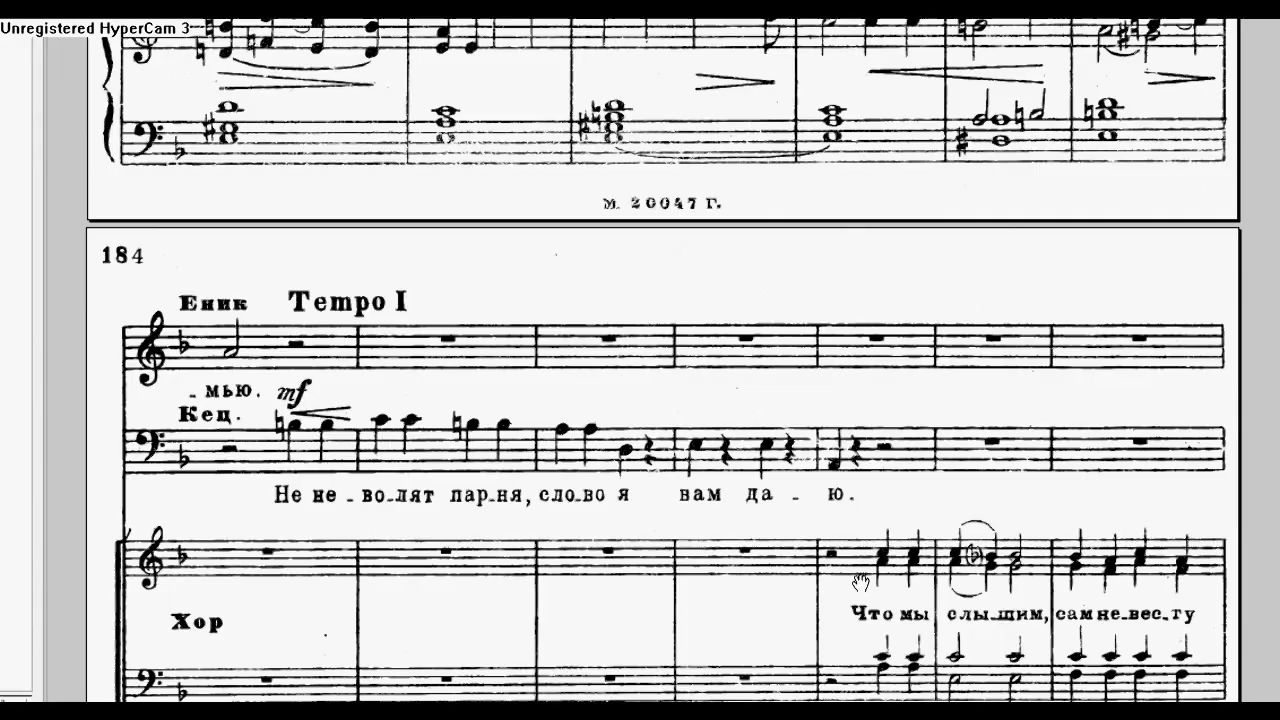 Unregistered HyperCam 3
М. 20047 Г.
184
Еник Tempo I
- мью. mf
Кец.
Не не - во-лят пар-ня, сло-во я вам да - ю.
Хор
Что мы слы-шим, сам не-вес-ту